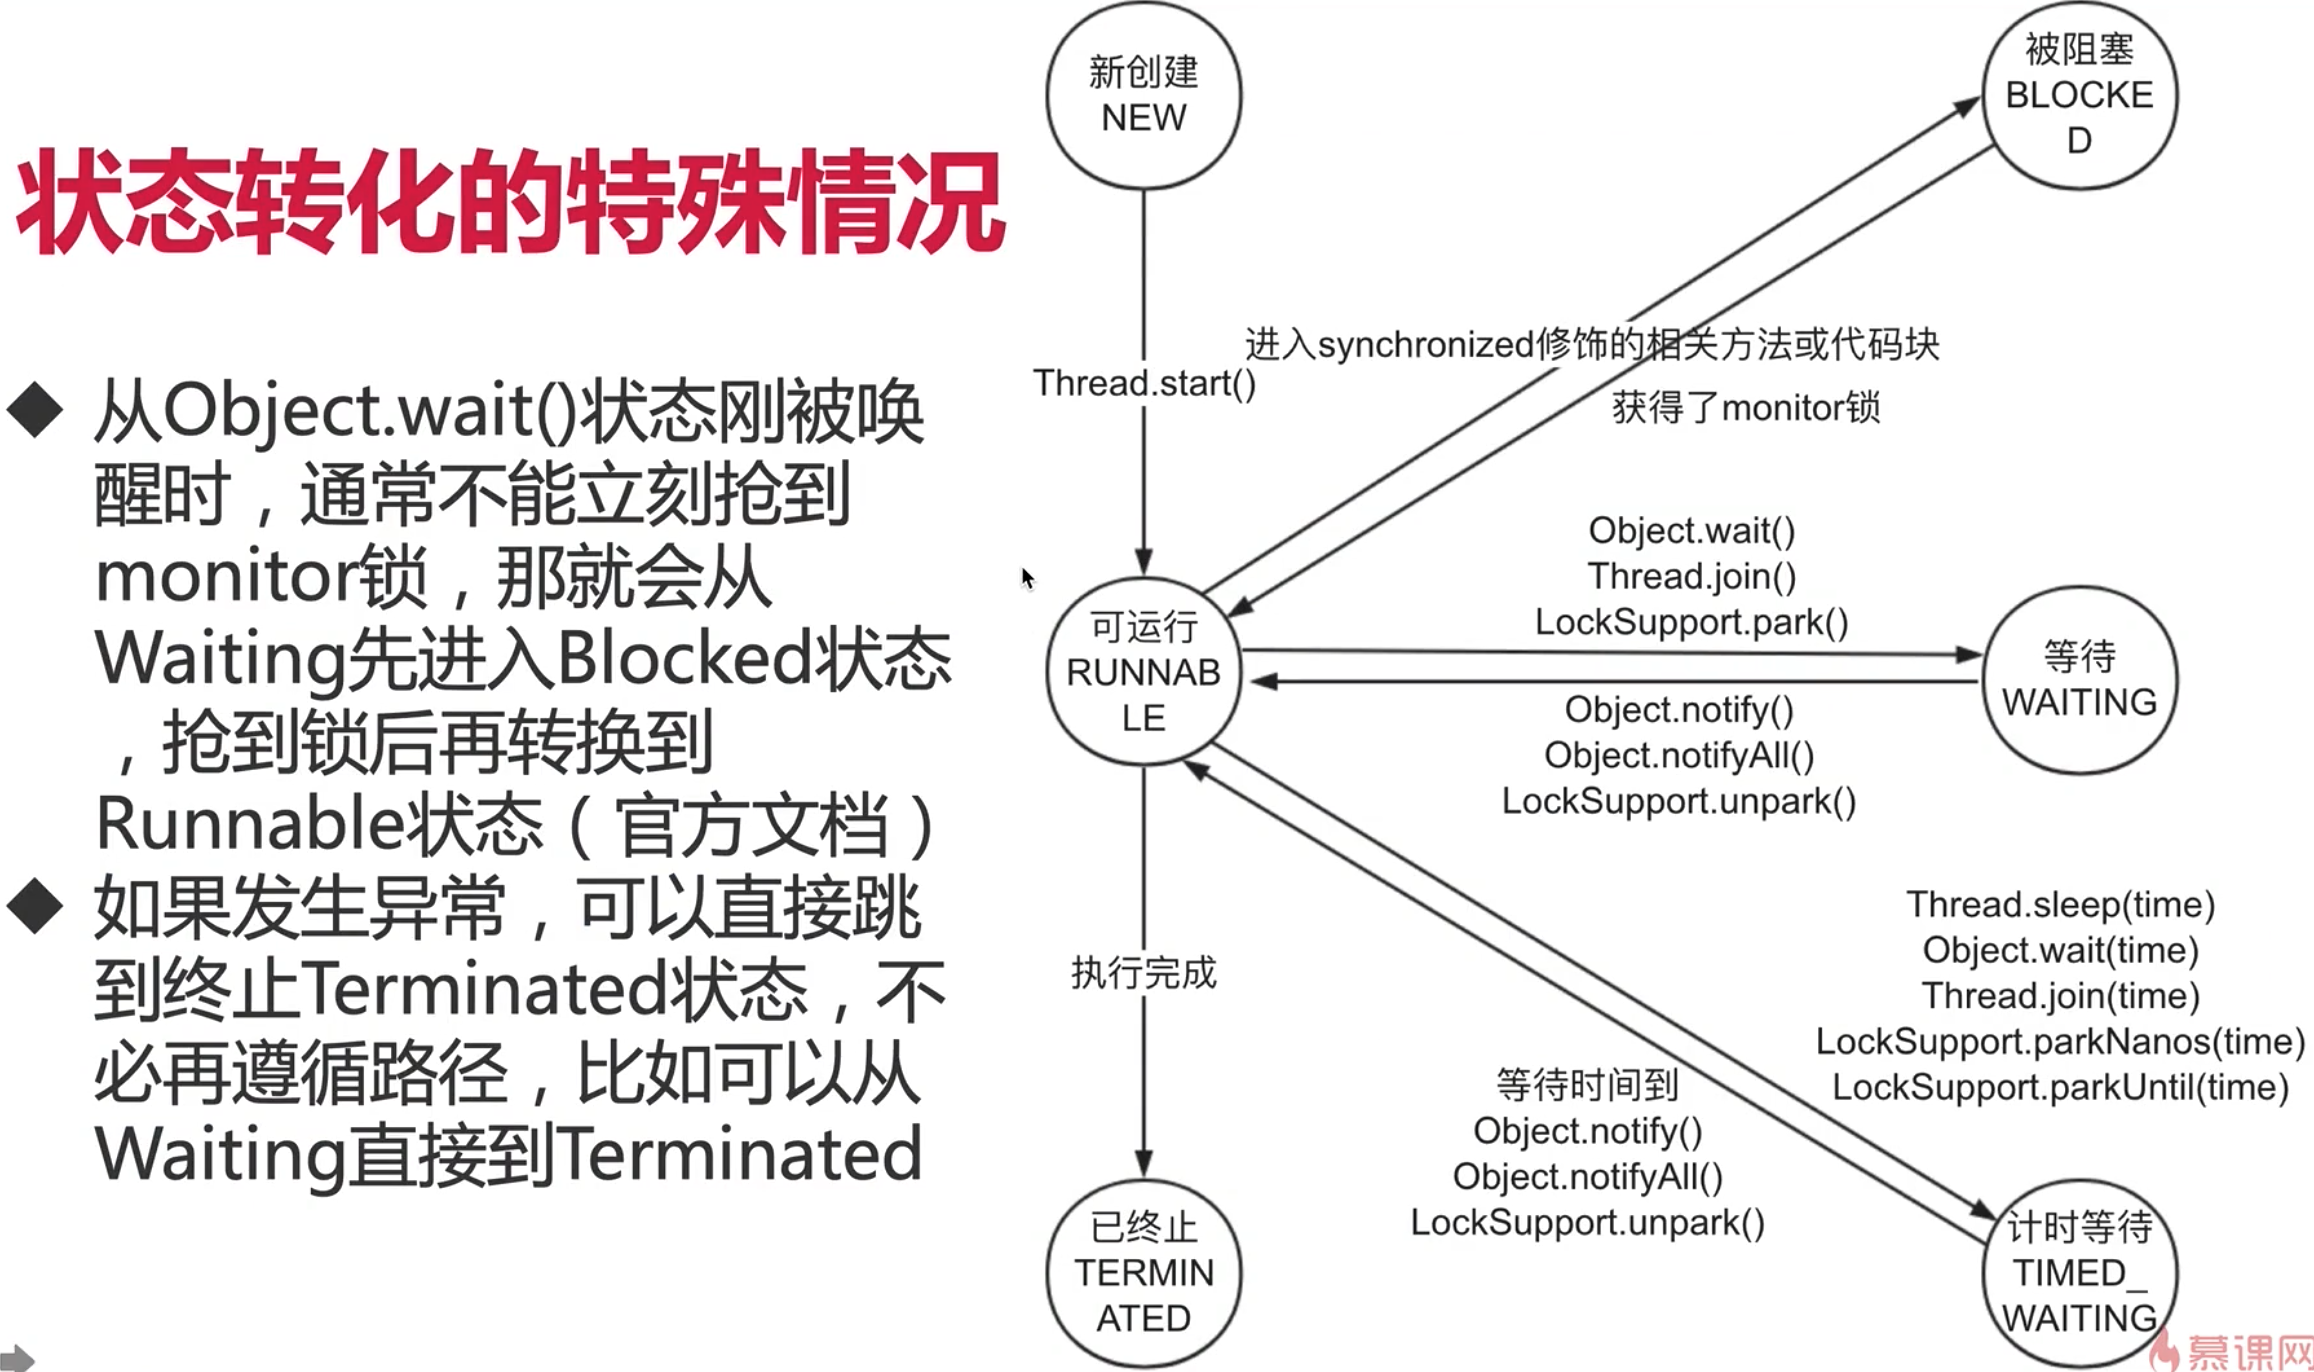 状态转化的特殊情况
从Object.wait()状态刚被唤
醒时，通常不能立刻抢到
monitor锁，那就会从
Waiting先进入Blocked状态
，抢到锁后再转换到
Runnable状态（官方文档）
如果发生异常，可以直接跳
到终止Terminated状态，不
必再遵循路径，比如可以从
Waiting直接到Terminated
新创建
NEW
被阻塞
BLOCKE
D
进入synchronized修饰的相关方法或代码块
Thread.start()
获得了monitor锁
Object.wait()
Thread.join()
LockSupport.park()
可运行
RUNNAB
LE
等待
WAITING
Object.notify()
Object.notifyAll()
LockSupport.unpark()
Thread.sleep(time)
Object.wait(time)
Thread.join(time)
LockSupport.parkNanos(time)
LockSupport.parkUntil(time)
执行完成
等待时间到
Object.notify()
Object.notifyAll()
LockSupport.unpark()
已终止
TERMIN
ATED
计时等待
TIMED_
WAITING
慕课网